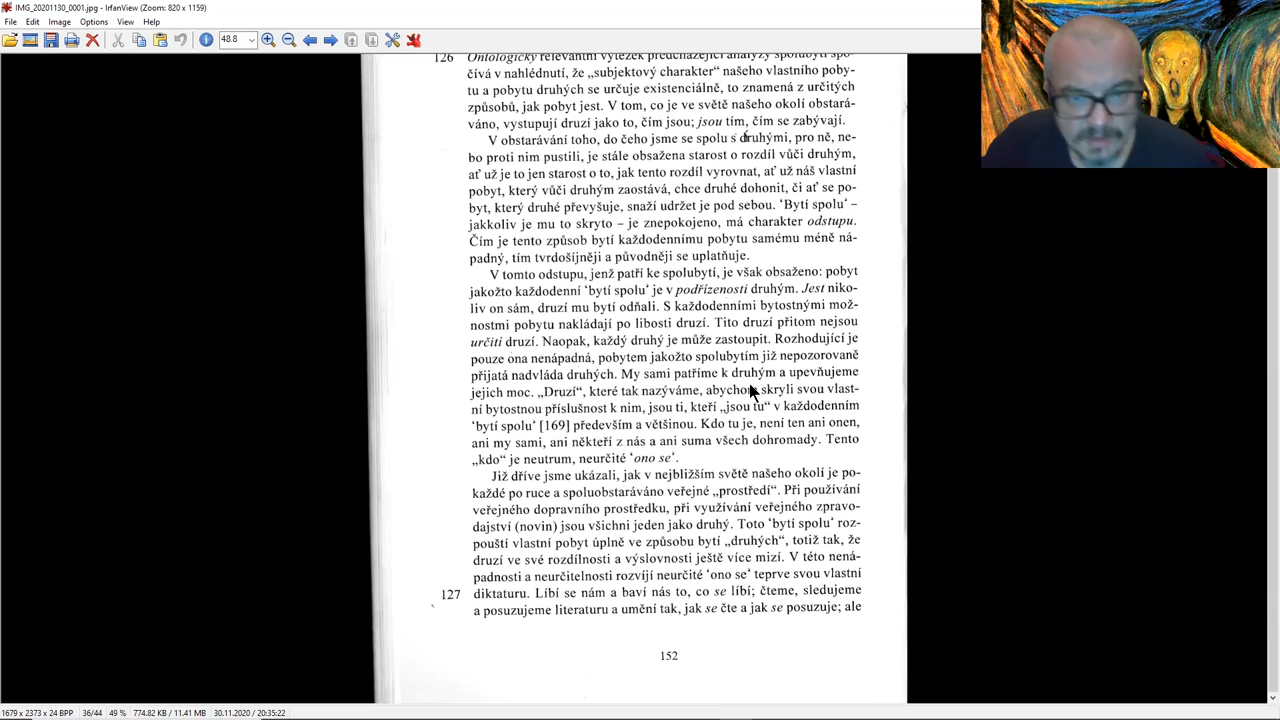 IMG_20201130_0001.jpg - IrfanView (Zoom: 820 x 1159)
File Edit Image Options View Help
48.8
126 Ontologicky relevantní výtěžek předcházející analýzy spolubytí spo-
čívá v nahlédnutí, že „subjektový charakter“ našeho vlastního poby-
tu a pobytu druhých se určuje existenciálně, to znamená z určitých
způsobů, jak pobyt jest. V tom, co je ve světě našeho okolí obstará-
váno, vystupují druzí jako to, čím jsou; jsou tím, čím se zabývají.
V obstarávání toho, do čeho jsme se spolu s druhými, pro ně, ne-
bo proti nim pustili, je stále obsažena starost o rozdíl vůči druhým,
ať už je to jen starost o to, jak tento rozdíl vyrovnat, ať už náš vlastní
pobyt, který vůči druhým zaostává, chce druhé dohonit, či ať se po-
byt, který druhé převyšuje, snaží udržet je pod sebou. ‘Bytí spolu‘ –
jakkoliv je mu to skryto – je znepokojeno, má charakter odstupu.
Čím je tento způsob bytí každodennímu pobytu samému méně ná-
padný, tím tvrdošíjněji a původněji se uplatňuje.
V tomto odstupu, jenž patří ke spolubytí, je však obsaženo: pobyt
jakožto každodenní ‘bytí spolu‘ je v podřízenosti druhým. Jest niko-
liv on sám, druzí mu bytí odňali. S každodenními bytostnými mož-
nostmi pobytu nakládají po libosti druzí. Tito druzí přitom nejsou
určití druzí. Naopak, každý druhý je může zastoupit. Rozhodující je
pouze ona nenápadná, pobytem jakožto spolubytím již nepozorovaně
přijatá nadvláda druhých. My sami patříme k druhým a upevňujeme
jejich moc. „Druzí“, které tak nazýváme, abychom skryli svou vlast-
ní bytostnou příslušnost k nim, jsou ti, kteří „jsou tu“ v každodenním
‘bytí spolu‘ [169] především a většinou. Kdo tu je, není ten ani onen,
ani my sami, ani někteří z nás a ani suma všech dohromady. Tento
„kdo“ je neutrum, neurčité ‘ono se‘.
Již dříve jsme ukázali, jak v nejbližším světě našeho okolí je po-
každé po ruce a spoluobstaráváno veřejné „prostředí“. Při používání
veřejného dopravního prostředku, při využívání veřejného zpravo-
dajství (novin) jsou všichni jeden jako druhý. Toto ‘bytí spolu‘ roz-
pouští vlastní pobyt úplně ve způsobu bytí „druhých“, totiž tak, že
druzí ve své rozdílnosti a výslovnosti ještě více mizí. V této nená-
padnosti a neurčitelnosti rozvíjí neurčité ‘ono se‘ teprve svou vlastní
127 diktaturu. Líbí se nám a baví nás to, co se líbí; čteme, sledujeme
a posuzujeme literaturu a umění tak, jak se čte a jak se posuzuje; ale
152
1679 x 2373 x 24 BPP 36/44 49 % 774.82 KB / 11.41 MB 30.11.2020 / 20:35:22